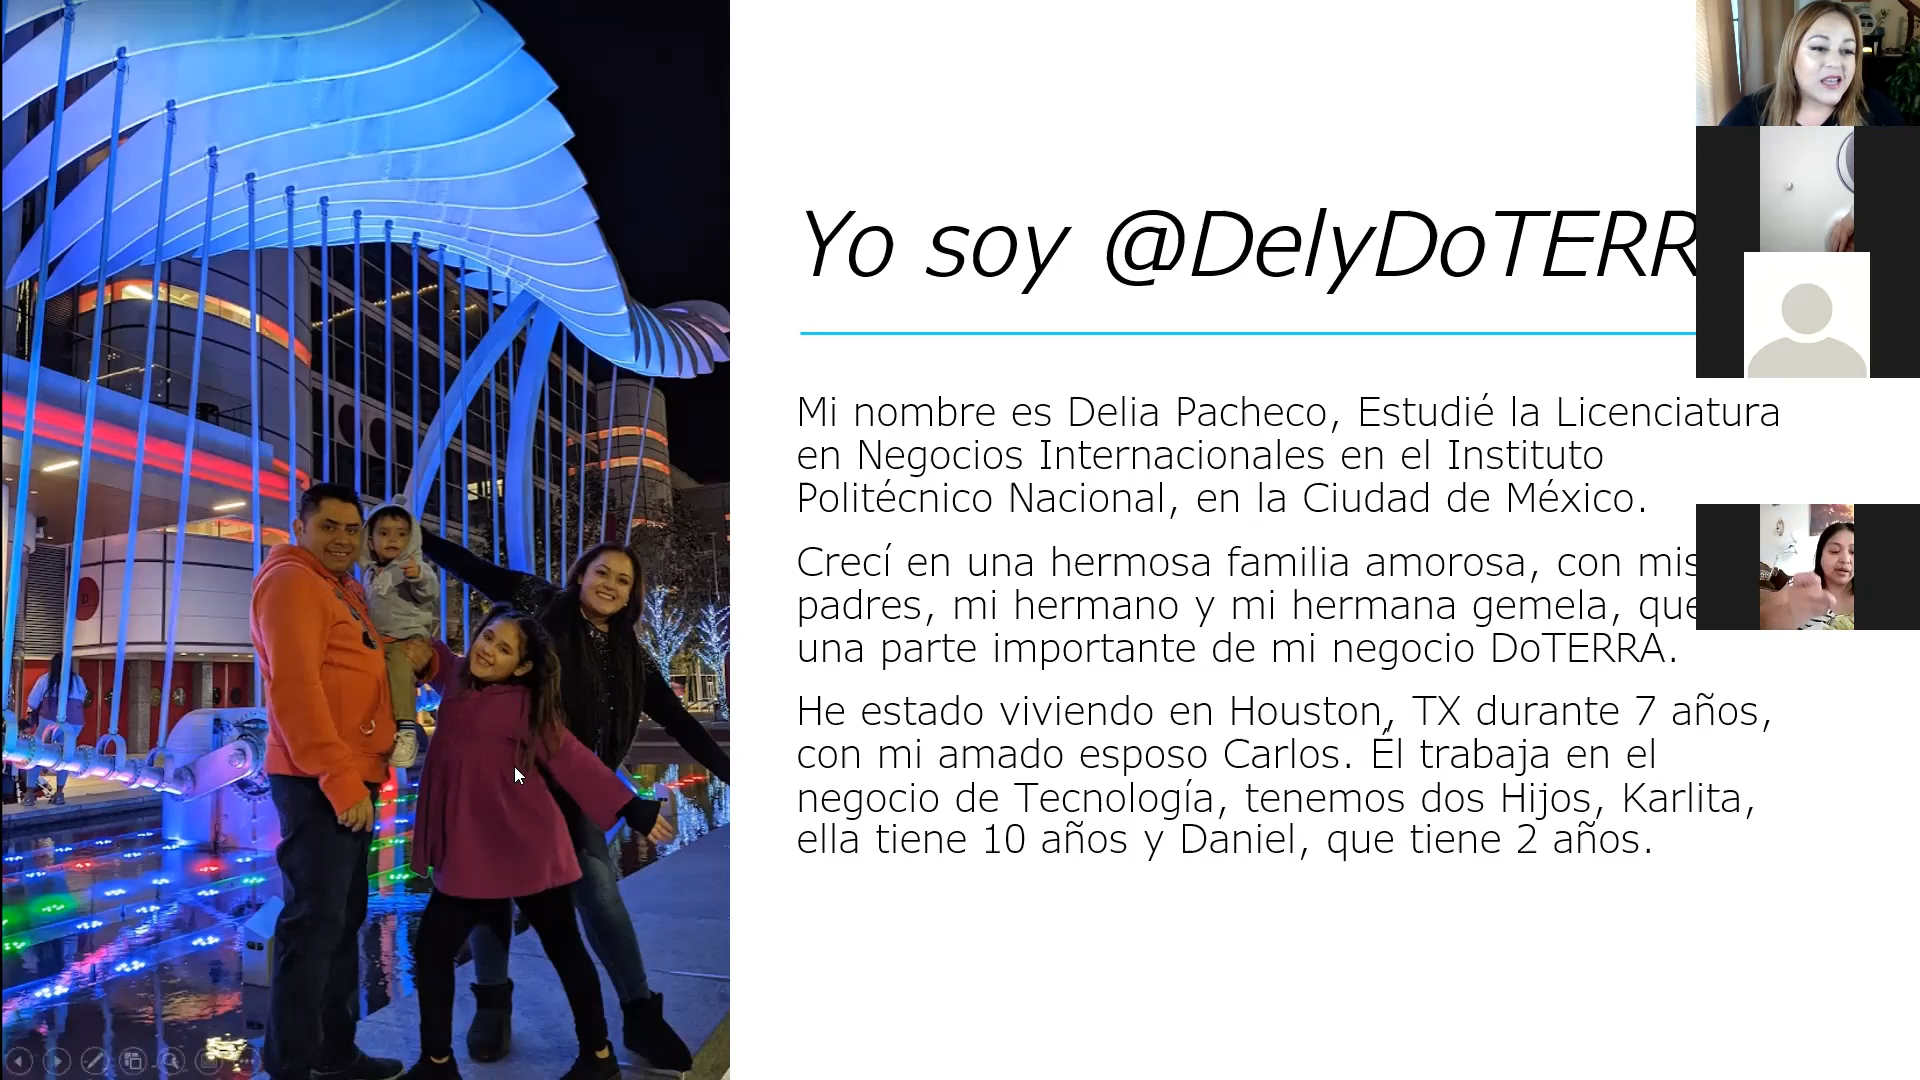 Yo soy @DelyDoTERR
Mi nombre es Delia Pacheco, Estudié la Licenciatura
en Negocios Internacionales en el Instituto
Politécnico Nacional, en la Ciudad de México.
Crecí en una hermosa familia amorosa, con mis
padres, mi hermano y mi hermana gemela, que
una parte importante de mi negocio DoTERRA.
He estado viviendo en Houston, TX durante 7 años,
con mi amado esposo Carlos. Él trabaja en el
negocio de Tecnología, tenemos dos Hijos, Karlita,
ella tiene 10 años y Daniel, que tiene 2 años.